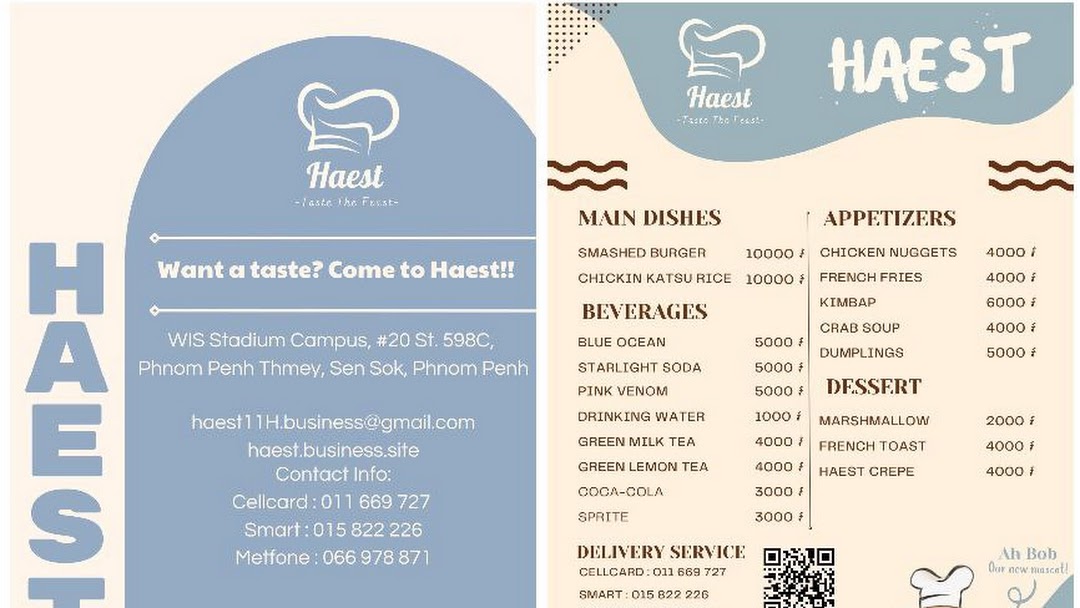 HAEST
Haest
-Taste The Feast-
Want a taste? Come to Haest!!
WIS Stadium Campus, #20 St. 598C,
Phnom Penh Thmey, Sen Sok, Phnom Penh
haest11H.business@gmail.com
haest.business.site
Contact Info:
Cellcard : 011 669 727
Smart : 015 822 226
Metfone : 066 978 871
Haest
-Taste The Feast-
HAEST
MAIN DISHES
SMASHED BURGER 10000 ៛
CHICKIN KATSU RICE 10000 ៛
BEVERAGES
BLUE OCEAN 5000 ៛
STARLIGHT SODA 5000 ៛
PINK VENOM 5000 ៛
DRINKING WATER 1000 ៛
GREEN MILK TEA 4000 ៛
GREEN LEMON TEA 4000 ៛
COCA-COLA 3000 ៛
SPRITE 3000 ៛
APPETIZERS
CHICKEN NUGGETS 4000 ៛
FRENCH FRIES 4000 ៛
KIMBAP 6000 ៛
CRAB SOUP 4000 ៛
DUMPLINGS 5000 ៛
DESSERT
MARSHMALLOW 2000 ៛
FRENCH TOAST 4000 ៛
HAEST CREPE 4000 ៛
DELIVERY SERVICE
CELLCARD : 011 669 727
SMART : 015 822 226
Ah Bob
Our new mascot!